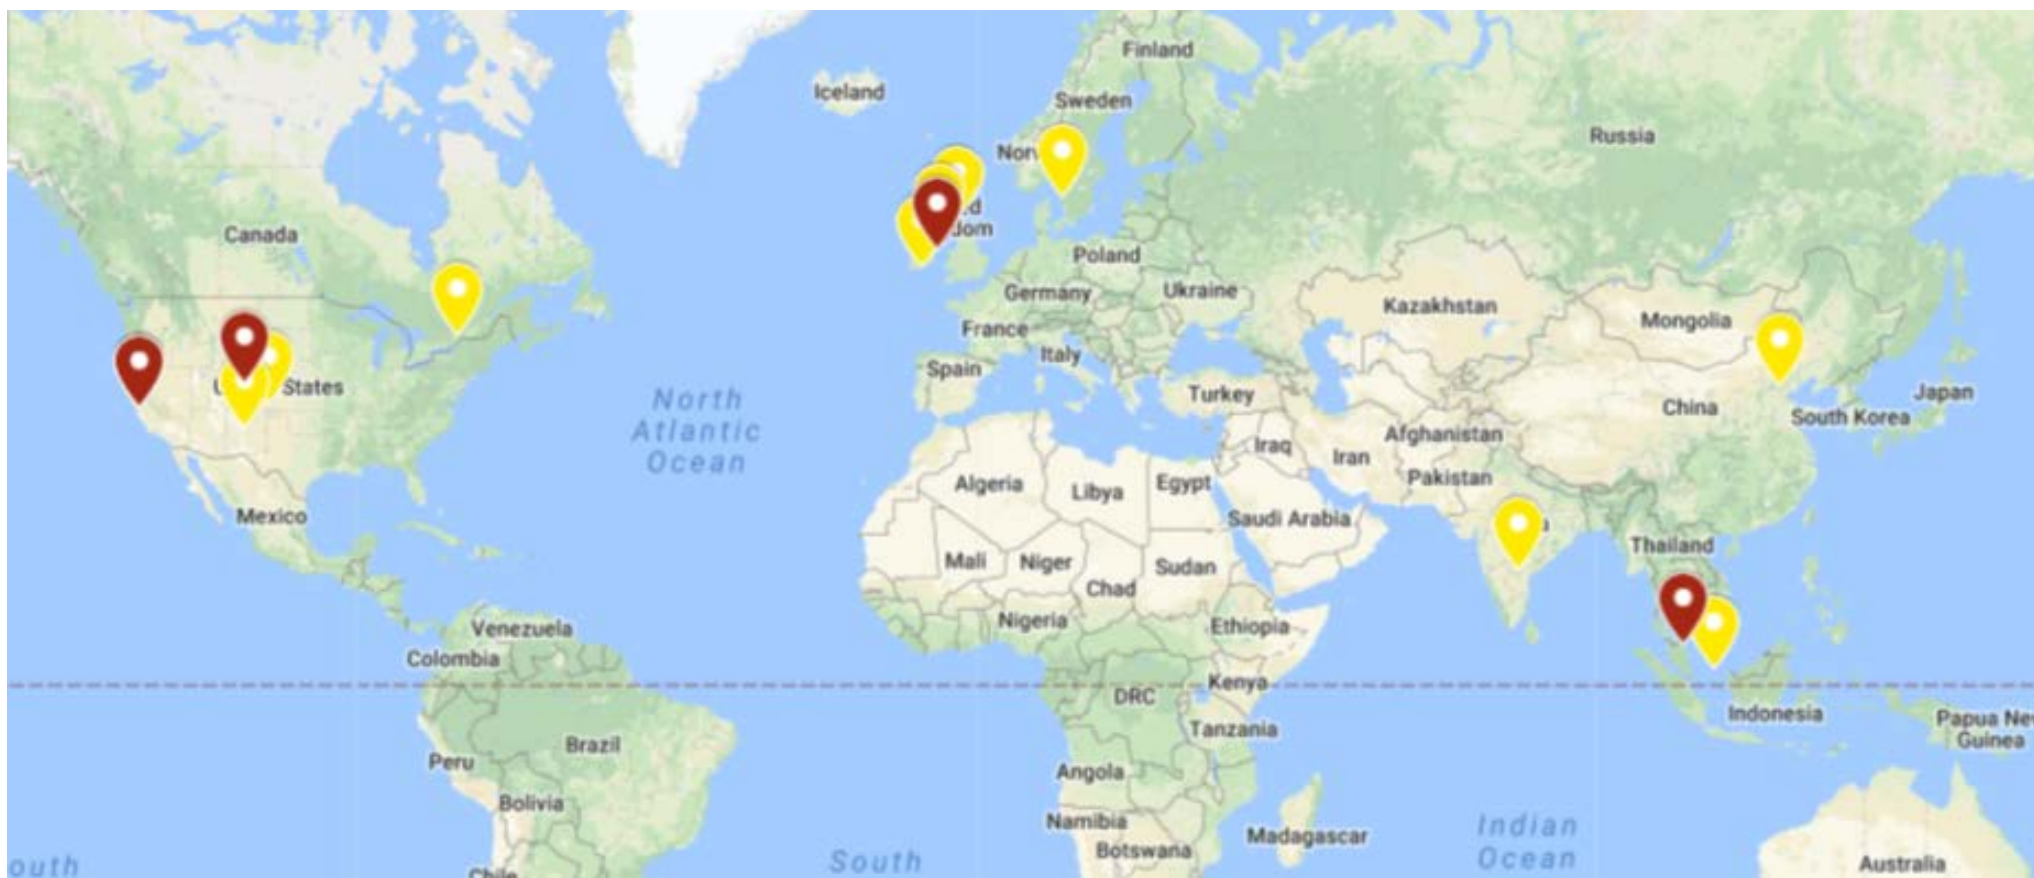 Finland
Iceland
Sweden
Russia
Nor
Canada
d
dom
Poland
Germany
Ukraine
Kazakhstan
Mongolia
France
Italy
Spain
U
States
Turkey
China
Japan
South Korea
North
Atlantic
Ocean
Afghanistan
Iraq
Iran
Pakistan
Algeria
Libya
Egypt
Saudi Arabia
Mexico
a
Thailand
Mali
Niger
Sudan
Chad
Nigeria
Ethiopia
Venezuela
Colombia
Kenya
DRC
Indonesia
Papua New
Guinea
Tanzania
Brazil
Peru
Angola
Bolivia
Namibia
Botswana
Madagascar
Indian
Ocean
outh
South
Australia
Chile